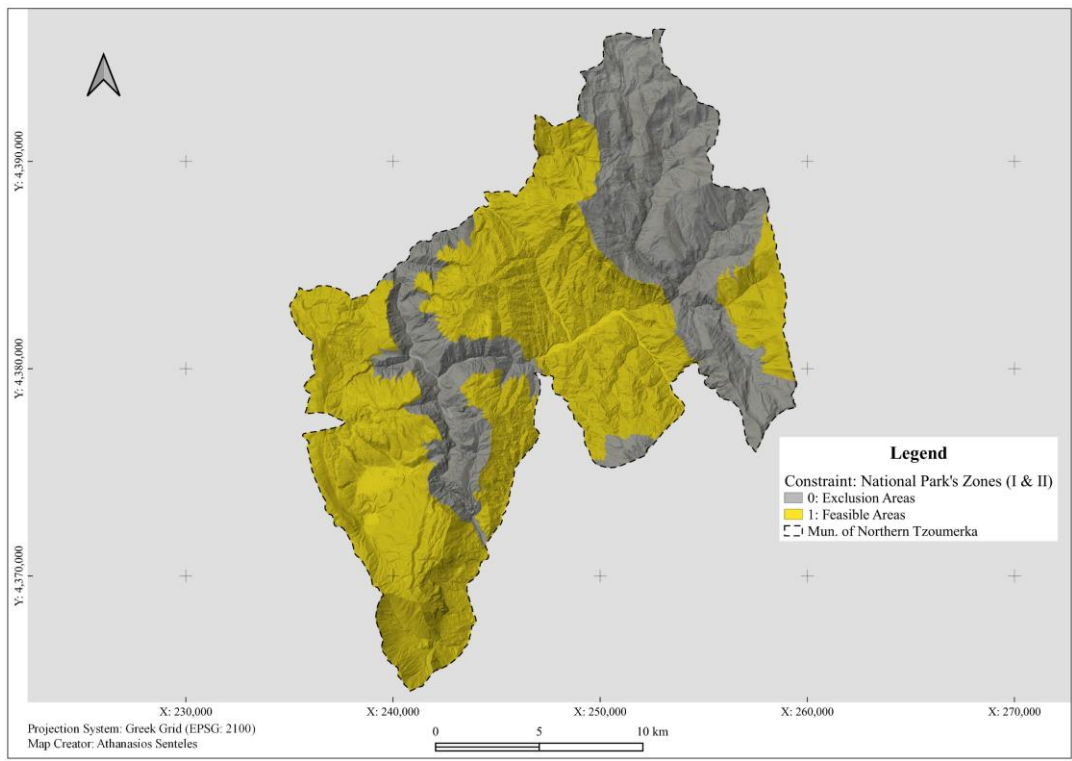 Y: 4,390,000
Y: 4,380,000
Y: 4,370,000
Legend
Constraint: National Park's Zones (I & II)
0: Exclusion Areas
1: Feasible Areas
Mun. of Northern Tzoumerka
X: 230,000
X: 240,000
X: 250,000
X: 260,000
X: 270,000
Projection System: Greek Grid (EPSG: 2100)
Map Creator: Athanasios Senteles
0
5
10 km